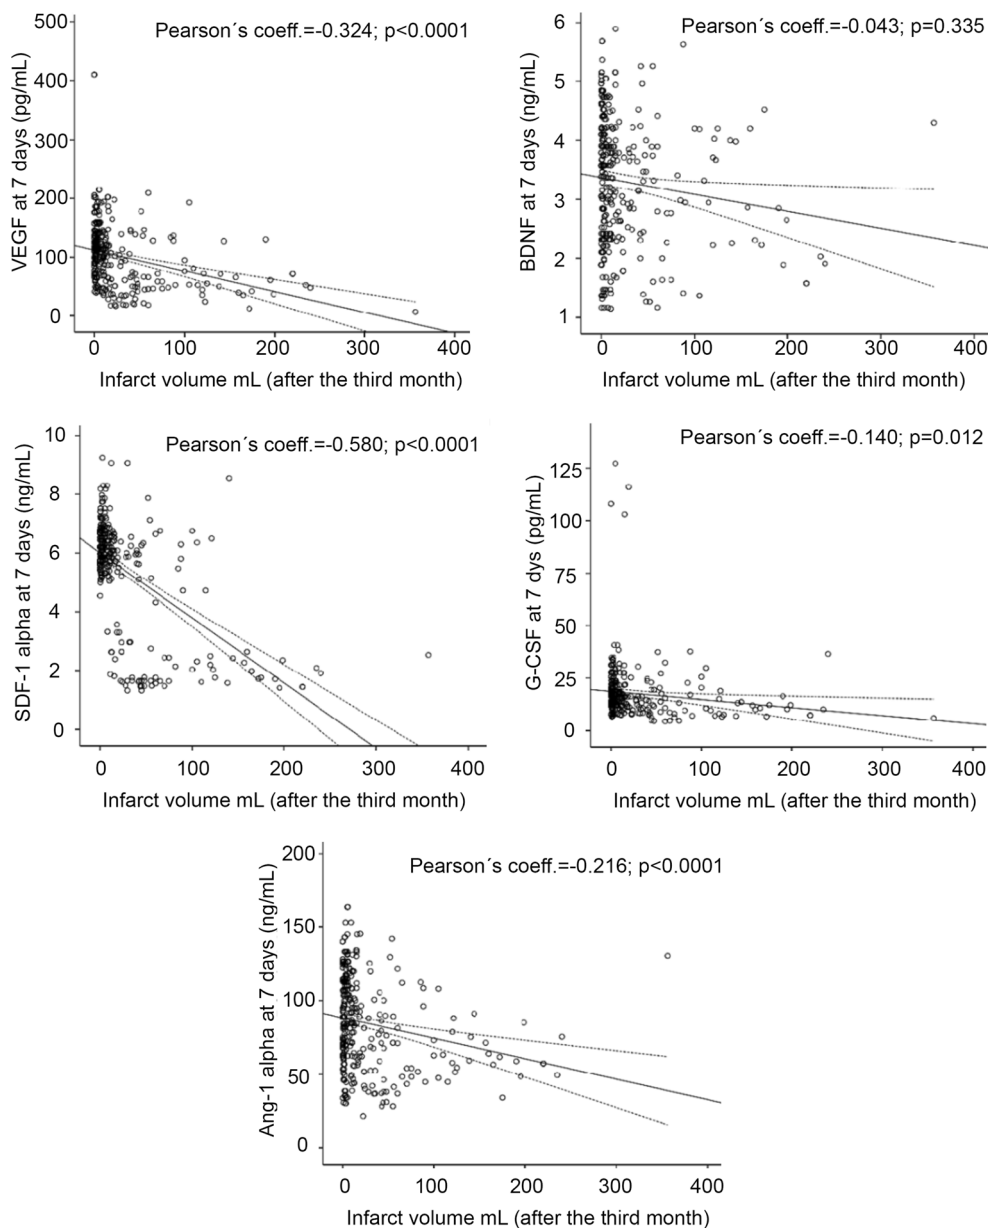 Pearson´s coeff.=-0.324; p<0.0001
VEGF at 7 days (pg/mL)
500
400
300
200
100
0
0 100 200 300 400
Infarct volume mL (after the third month)
Pearson´s coeff.=-0.043; p=0.335
BDNF at 7 days (ng/mL)
6
5
4
3
2
1
0 100 200 300 400
Infarct volume mL (after the third month)
Pearson´s coeff.=-0.580; p<0.0001
SDF-1 alpha at 7 days (ng/mL)
10
8
6
4
2
0
0 100 200 300 400
Infarct volume mL (after the third month)
Pearson´s coeff.=-0.140; p=0.012
G-CSF at 7 dys (pg/mL)
125
100
75
50
25
0
0 100 200 300 400
Infarct volume mL (after the third month)
Pearson´s coeff.=-0.216; p<0.0001
Ang-1 alpha at 7 days (ng/mL)
200
150
100
50
0
0 100 200 300 400
Infarct volume mL (after the third month)